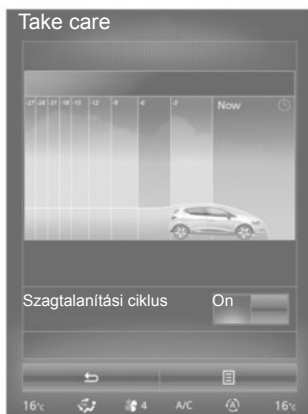 Take care
-27 -24 -21 -18 -15 -12 -9 -6 -3 Now
Szagtalanítási ciklus On
16°c 4 A/C 16°c